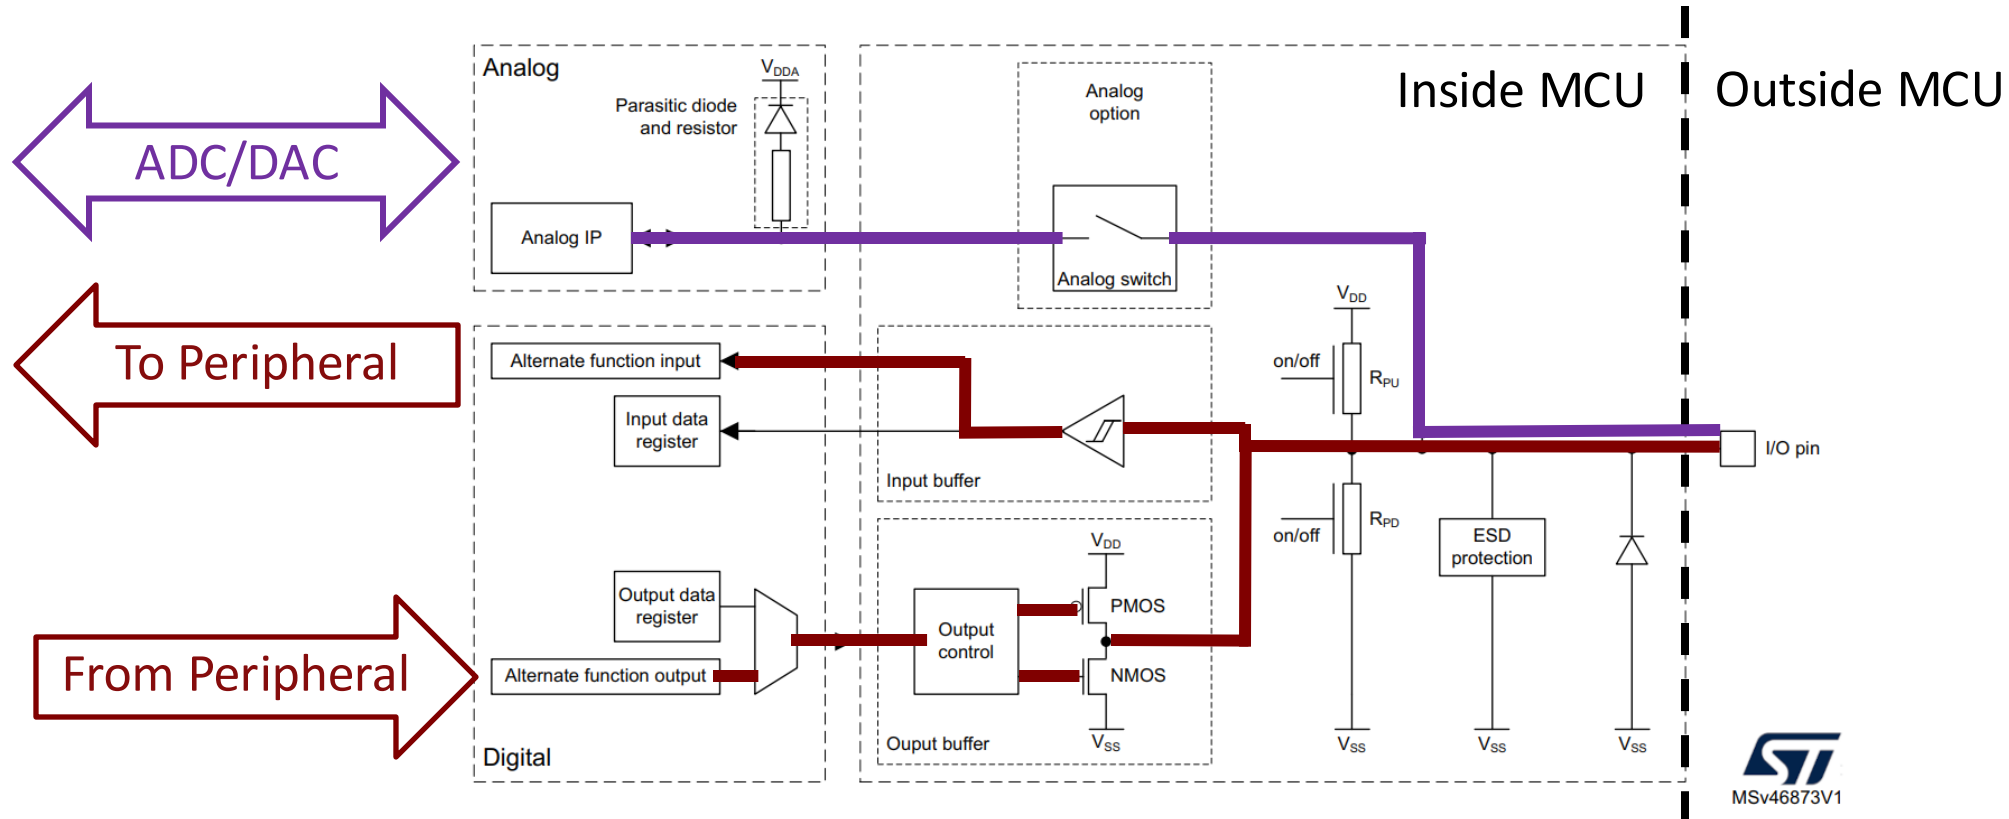 Inside MCU
Outside MCU
Analog
VDDA
Parasitic diode
and resistor
Analog
option
ADC/DAC
Analog IP
Analog switch
VDD
To Peripheral
Alternate function input
on/off
RPU
Input data
register
I/O pin
Input buffer
RPD
on/off
ESD
protection
VDD
Output data
register
PMOS
Output
control
From Peripheral
Alternate function output
NMOS
Digital
Ouput buffer
VSS
VSS
VSS
VSS
ST
MSv46873V1